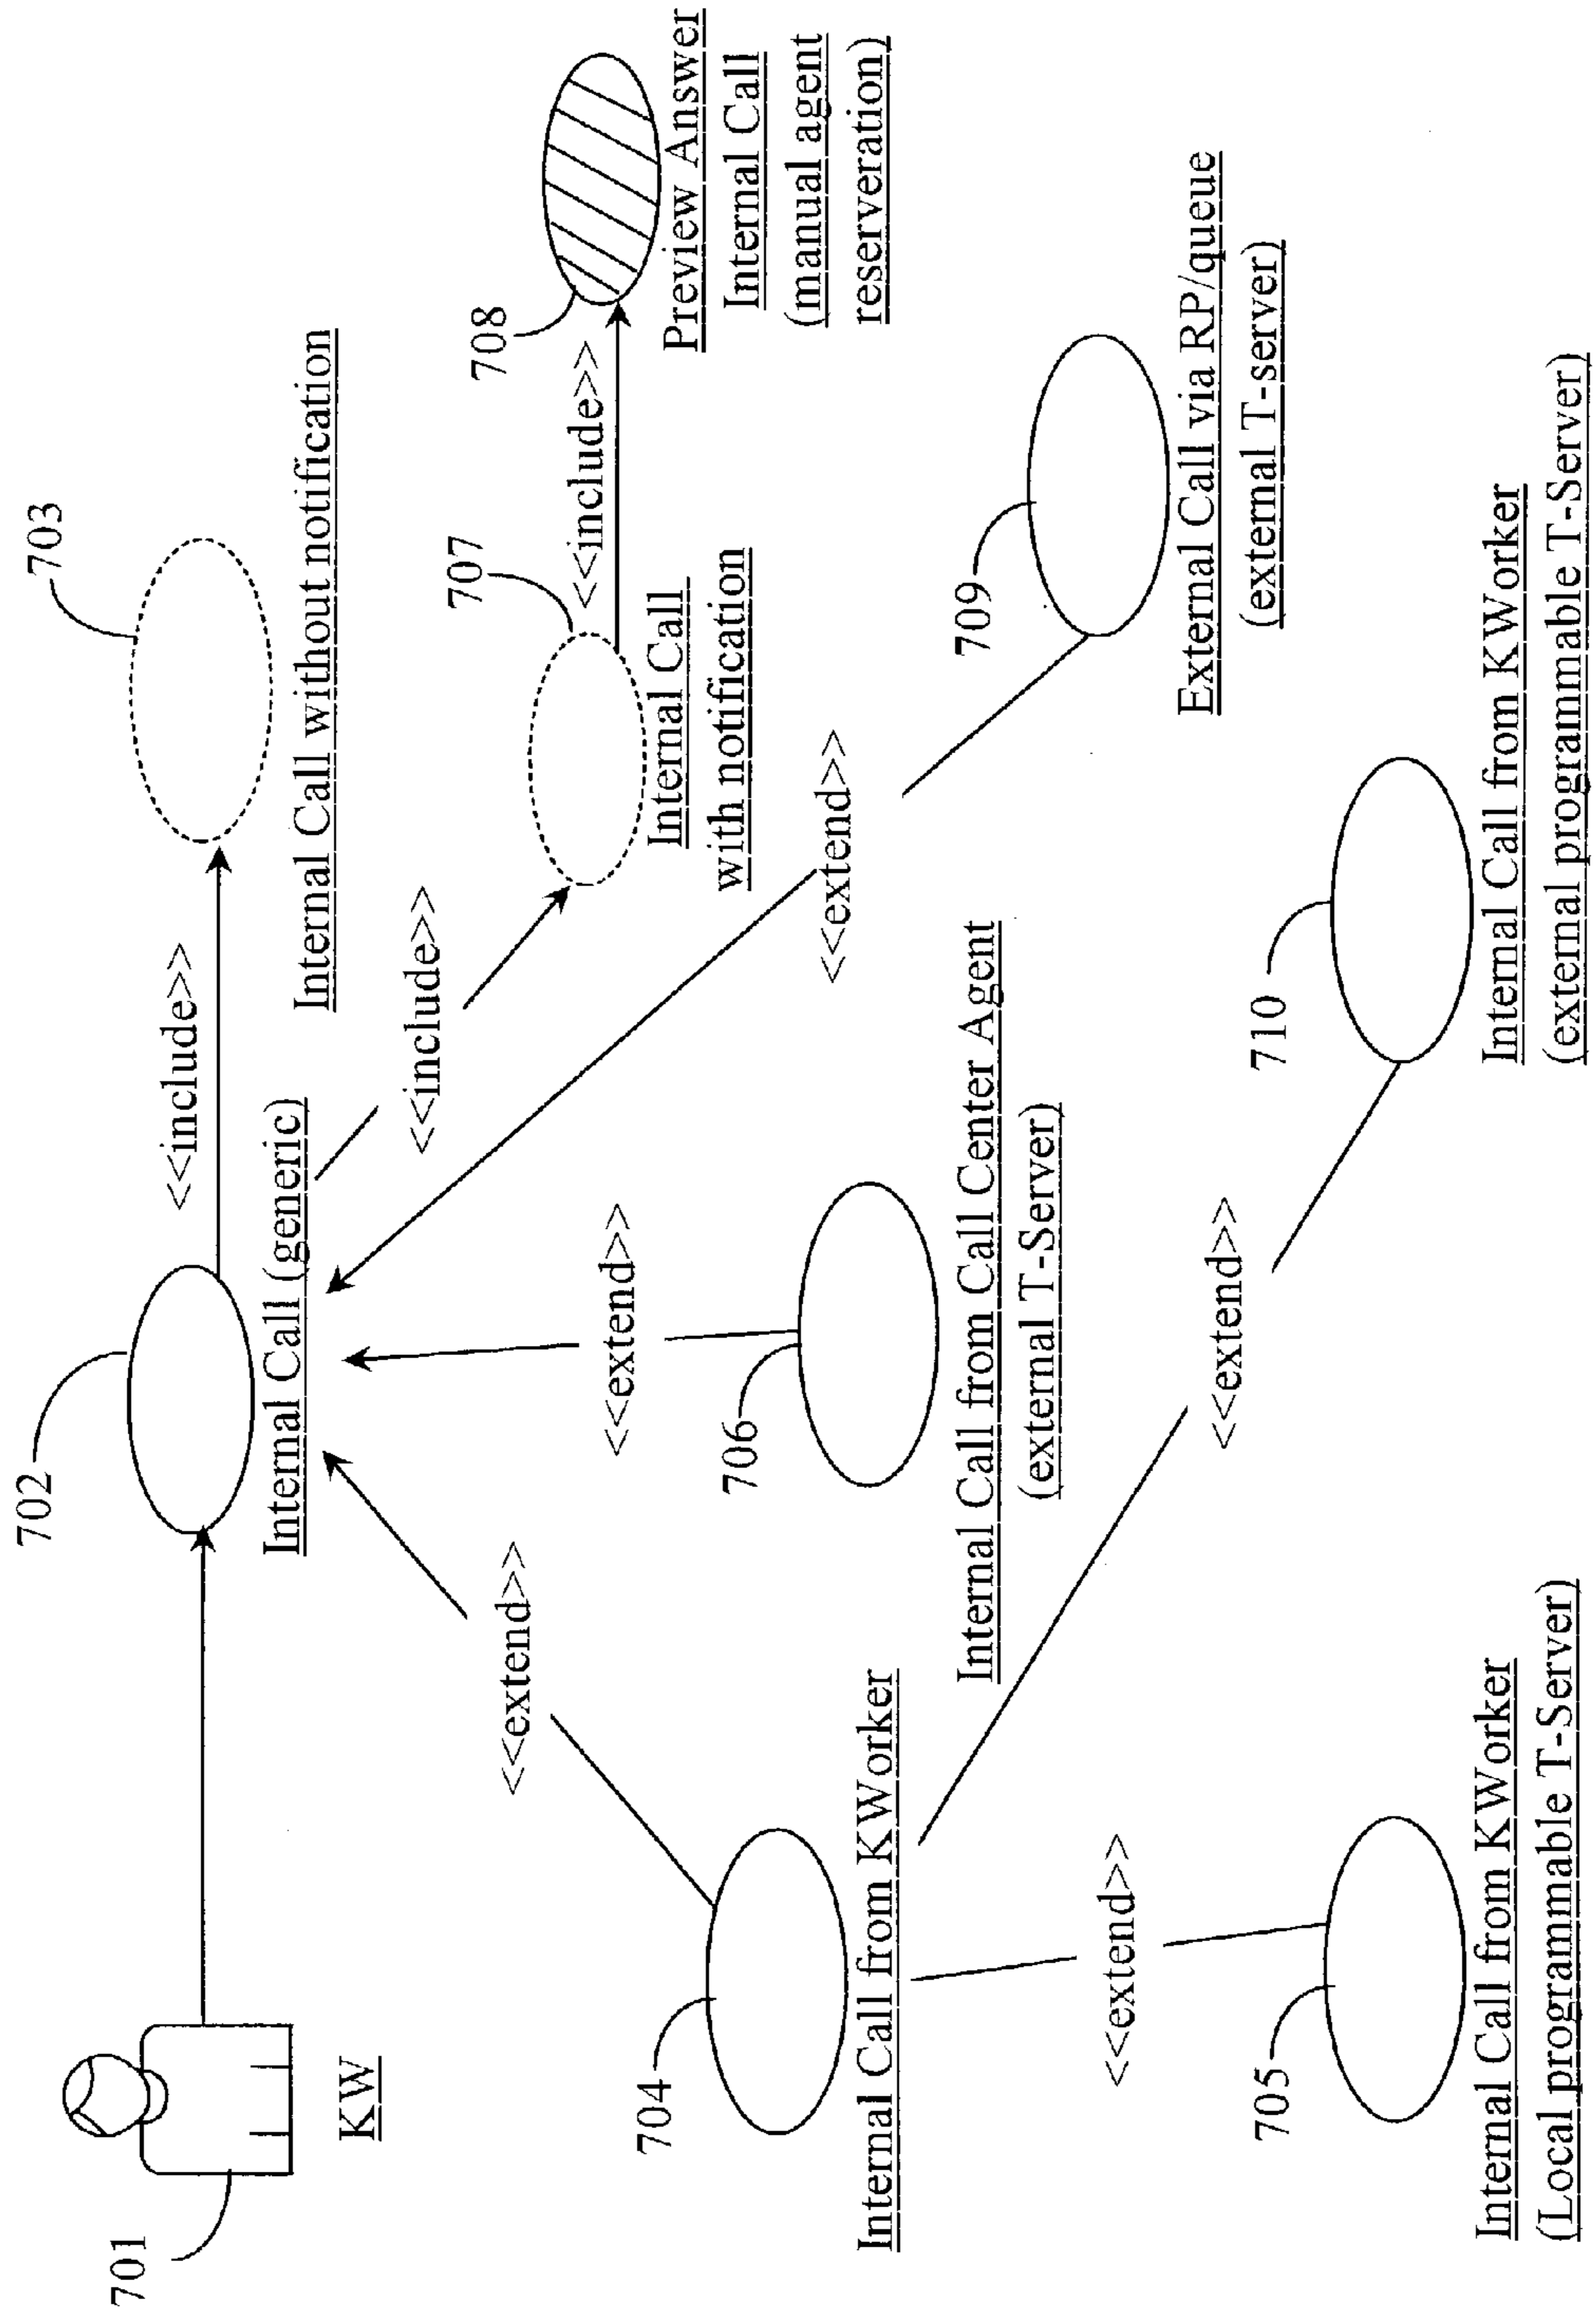 701
KW
702
Internal Call (generic)
<<include>>
703
Internal Call without notification
<<include>>
707
Internal Call
with notification
<<include>>
708
Preview Answer
Internal Call
(manual agent
reserveration)
704
Internal Call from KWorker
<<extend>>
706
<<extend>>
Internal Call from Call Center Agent
(external T-Server)
<<extend>>
709
External Call via RP/queue
(external T-server)
705
<<extend>>
Internal Call from KWorker
(Local programmable T-Server)
<<extend>>
710
Internal Call from KWorker
(external programmable T-Server)